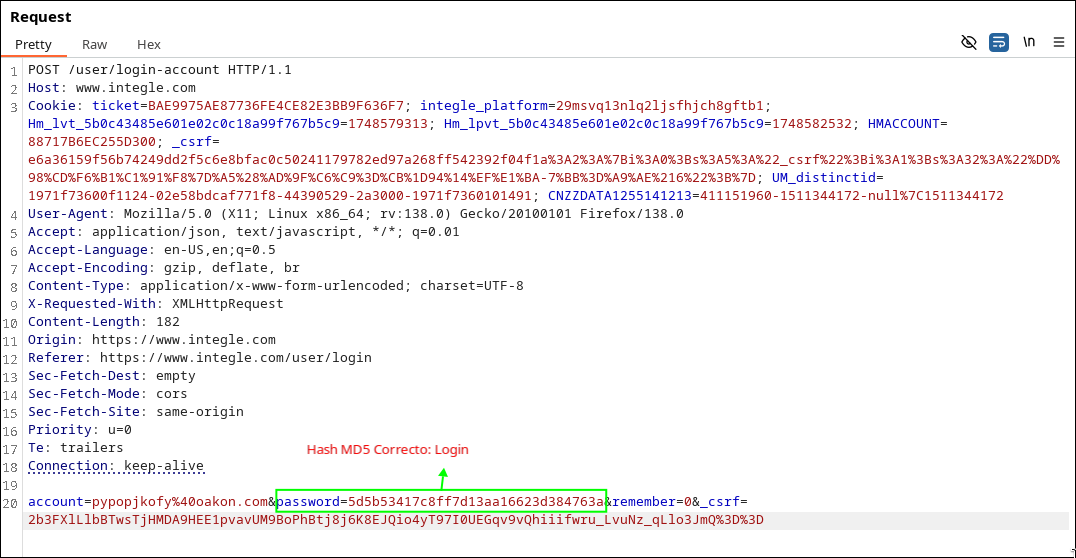 Request
Pretty Raw Hex \n
1 POST /user/login-account HTTP/1.1
2 Host: www.integle.com
3 Cookie: ticket=BAE9975AE87736FE4CE82E3BB9F636F7; integle_platform=29msvq13nlq2ljsfhjch8gftb1;
Hm_lvt_5b0c43485e601e02c0c18a99f767b5c9=1748579313; Hm_lpvt_5b0c43485e601e02c0c18a99f767b5c9=1748582532; HMACCOUNT=
88717B6EC255D300; _csrf=
e6a36159f56b74249dd2f5c6e8bfac0c50241179782ed97a268ff542392f04f1a%3A2%3A%7Bi%3A0%3Bs%3A5%3A%22_csrf%22%3Bi%3A1%3Bs%3A32%3A%22%DD%
98%CD%F6%B1%C1%91%F8%7D%A5%28%AD%9F%C6%C9%3D%CB%1D94%14%EF%E1%BA-7%BB%3D%A9%AE%216%22%3B%7D; UM_distinctid=
1971f73600f1124-02e58bdcaf771f8-44390529-2a3000-1971f7360101491; CNZZDATA1255141213=411151960-1511344172-null%7C1511344172
4 User-Agent: Mozilla/5.0 (X11; Linux x86_64; rv:138.0) Gecko/20100101 Firefox/138.0
5 Accept: application/json, text/javascript, */*; q=0.01
6 Accept-Language: en-US,en;q=0.5
7 Accept-Encoding: gzip, deflate, br
8 Content-Type: application/x-www-form-urlencoded; charset=UTF-8
9 X-Requested-With: XMLHttpRequest
10 Content-Length: 182
11 Origin: https://www.integle.com
12 Referer: https://www.integle.com/user/login
13 Sec-Fetch-Dest: empty
14 Sec-Fetch-Mode: cors
15 Sec-Fetch-Site: same-origin
16 Priority: u=0
17 Te: trailers
Hash MD5 Correcto: Login
18 Connection: keep-alive
19
20 account=pypopjkofy%40oakon.com&password=5d5b53417c8ff7d13aa16623d384763a&remember=0&_csrf=
2b3FXlLlbBTwsTjHMDA9HEE1pvavUM9BoPhBtj8j6K8EJQio4yT97I0UEGqv9vQhiiifwru_LvuNz_qLlo3JmQ%3D%3D